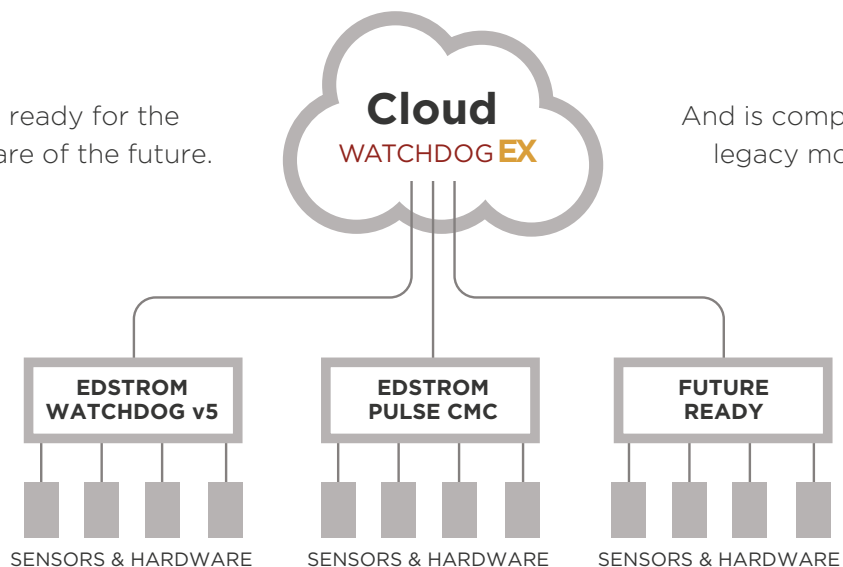 ready for the
are of the future.
Cloud
WATCHDOG EX
And is comp
legacy mo
EDSTROM
WATCHDOG v5
EDSTROM
PULSE CMC
FUTURE
READY
SENSORS & HARDWARE
SENSORS & HARDWARE
SENSORS & HARDWARE